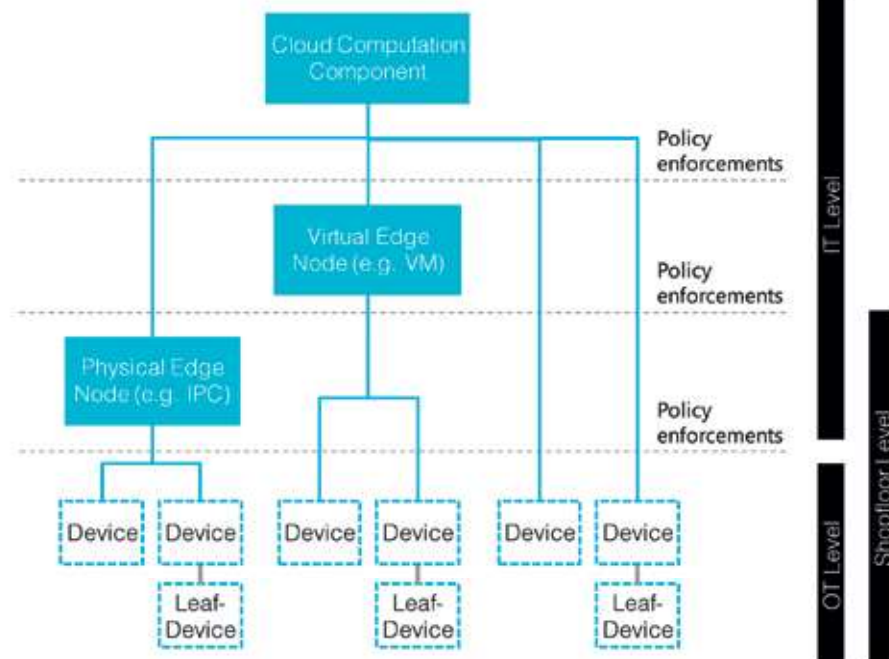 Cloud Computation
Component
Policy
enforcements
Virtual Edge
Node (e.g. VM)
Policy
enforcements
Physical Edge
Node (e.g. IPC)
Policy
enforcements
Device
Device
Device
Device
Device
Device
Leaf-
Device
Leaf-
Device
Leaf-
Device
IT Level
OT Level
Shopfloor Level